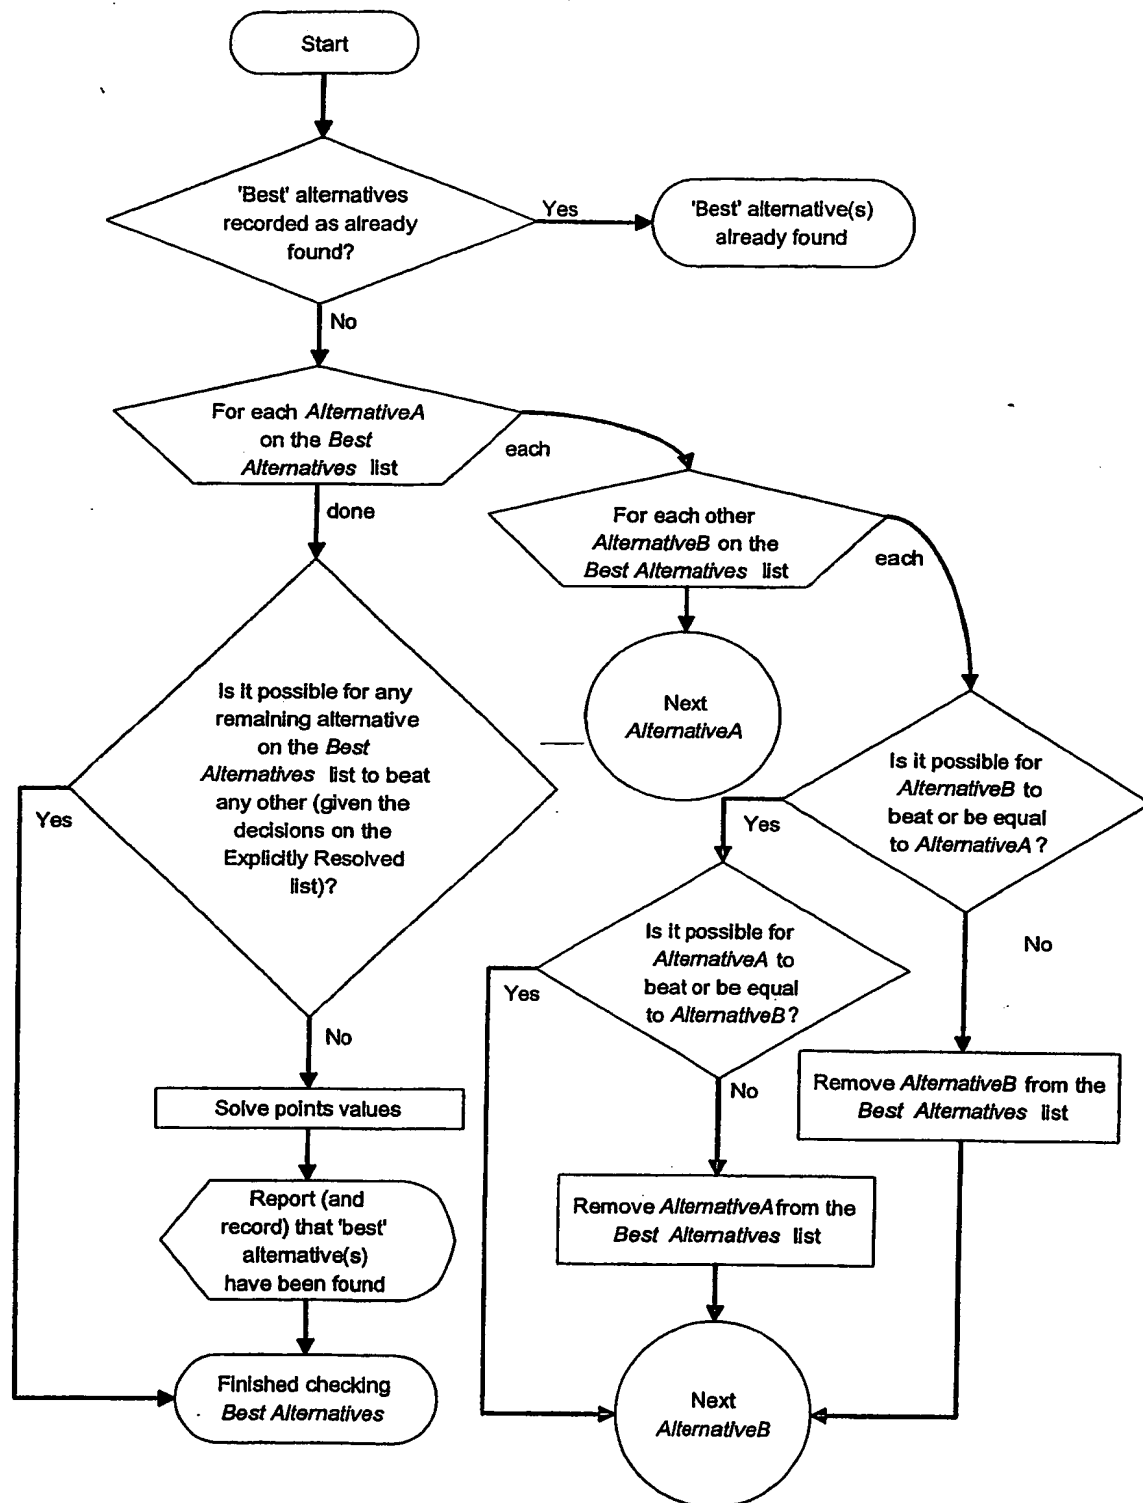 Start
'Best' alternatives
recorded as already
found?
Yes
'Best' alternative(s)
already found
No
For each AlternativeA
on the Best
Alternatives list
each
done
For each other
AlternativeB on the
Best Alternatives list
each
Next
AlternativeA
Is it possible for any
remaining alternative
on the Best
Alternatives list to beat
any other (given the
decisions on the
Explicitly Resolved
list)?
Yes
No
Is it possible for
AlternativeB to
beat or be equal
to AlternativeA?
Yes
No
Is it possible for
AlternativeA to
beat or be equal
to AlternativeB?
Yes
No
Remove AlternativeB from the
Best Alternatives list
Solve points values
Remove AlternativeA from the
Best Alternatives list
Report (and
record) that 'best'
alternative(s)
have been found
Finished checking
Best Alternatives
Next
AlternativeB